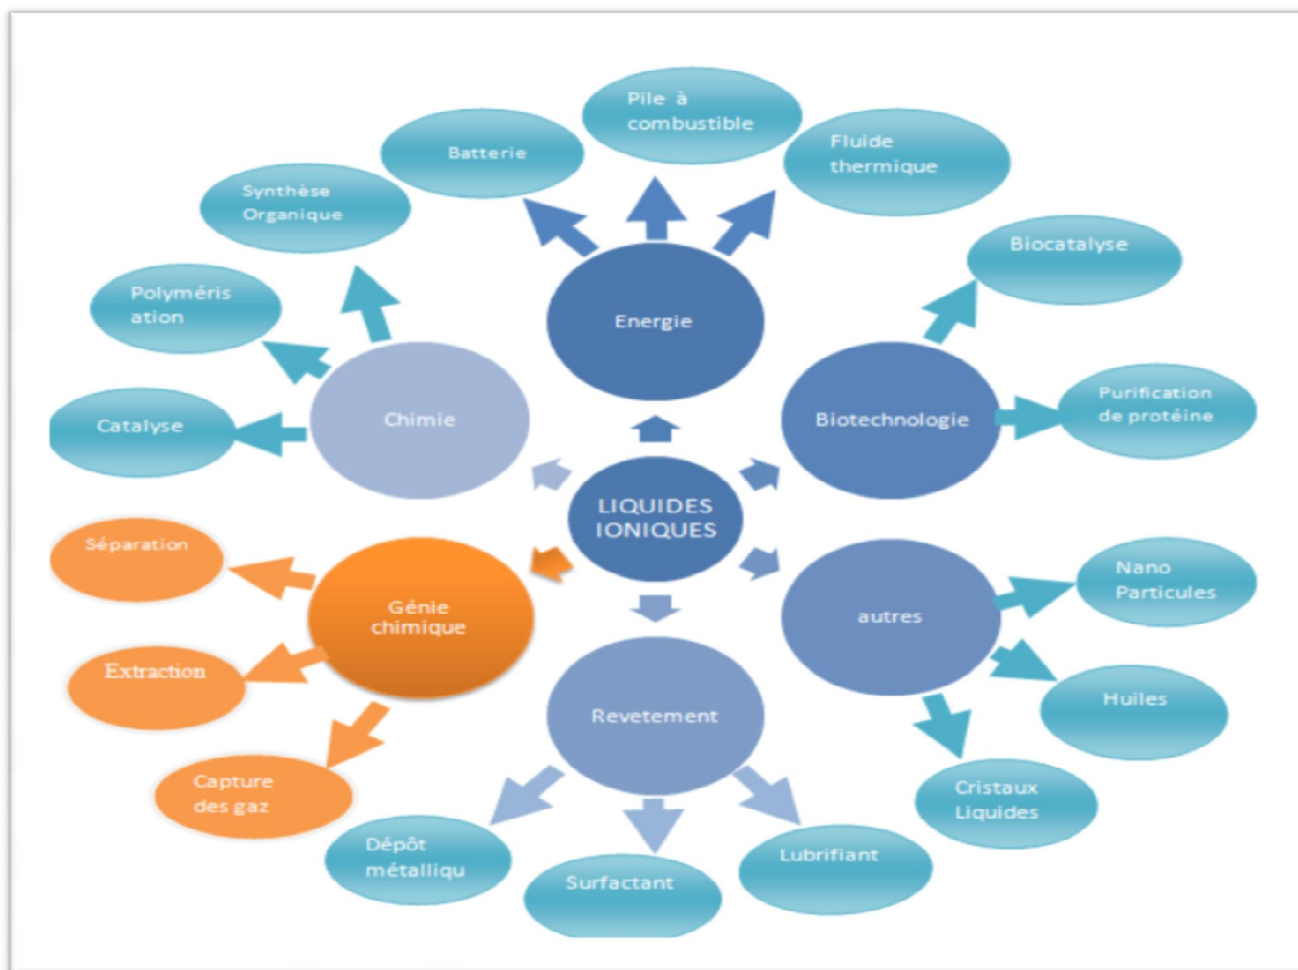 Pile à
combustible
Batterie
Fluide
thermique
Synthèse
Organique
Biocatalyse
Polyméris
ation
Energie
Purification
de protéine
Catalyse
Chimie
Biotechnologie
LIQUIDES
IONIQUES
Séparation
Génie
chimique
autres
Nano
Particules
Extraction
Revetement
Huiles
Capture
des gaz
Cristaux
Liquides
Dépôt
métalliqu
Lubrifiant
Surfactant